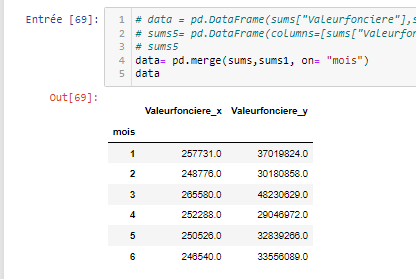 Entrée [69]:
1 # data = pd.DataFrame(sums["Valeurfonciere"],s
2 # sums5= pd.DataFrame(columns=[sums["Valeurfor
3 # sums5
4 data= pd.merge(sums,sums1, on= "mois")
5 data
Out[69]:
Valeurfonciere_x Valeurfonciere_y
mois
1 257731.0 37019824.0
2 248776.0 30180858.0
3 265580.0 48230629.0
4 252288.0 29046972.0
5 250526.0 32839266.0
6 246540.0 33556089.0